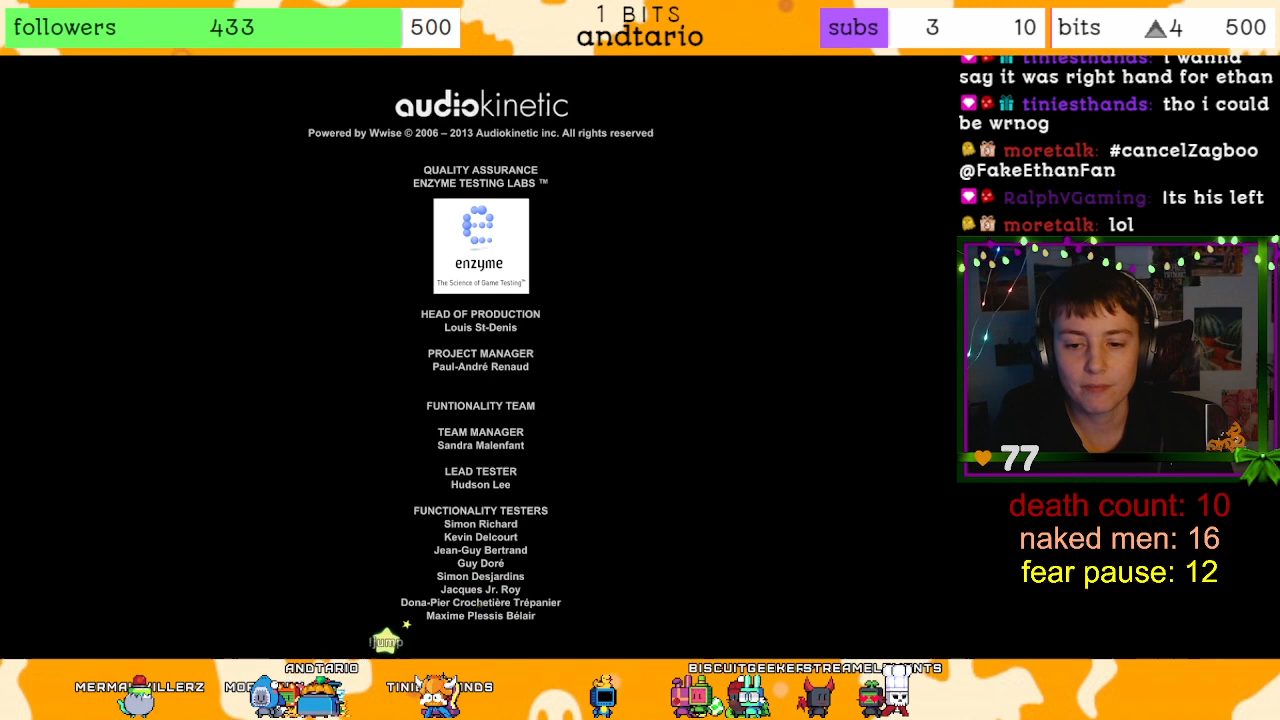 followers 433 500
1 BITS
andtario
subs 3 10
bits 4 500
tiniesthands: i wanna
say it was right hand for ethan
tiniesthands: tho i could
be wrnog
moretalk: #cancelZagboo
@FakeEthanFan
RalphVGaming: Its his left
moretalk: lol
audiokinetic
Powered by Wwise © 2006 – 2013 Audiokinetic inc. All rights reserved
QUALITY ASSURANCE
ENZYME TESTING LABS ™
enzyme
The Science of Game Testing™
HEAD OF PRODUCTION
Louis St-Denis
PROJECT MANAGER
Paul-André Renaud
FUNTIONALITY TEAM
TEAM MANAGER
Sandra Malenfant
LEAD TESTER
Hudson Lee
FUNCTIONALITY TESTERS
Simon Richard
Kevin Delcourt
Jean-Guy Bertrand
Guy Doré
Simon Desjardins
Jacques Jr. Roy
Dona-Pier Crochetière Trépanier
Maxime Plessis Bélair
!jump
77
death count: 10
naked men: 16
fear pause: 12
ANDTARIO